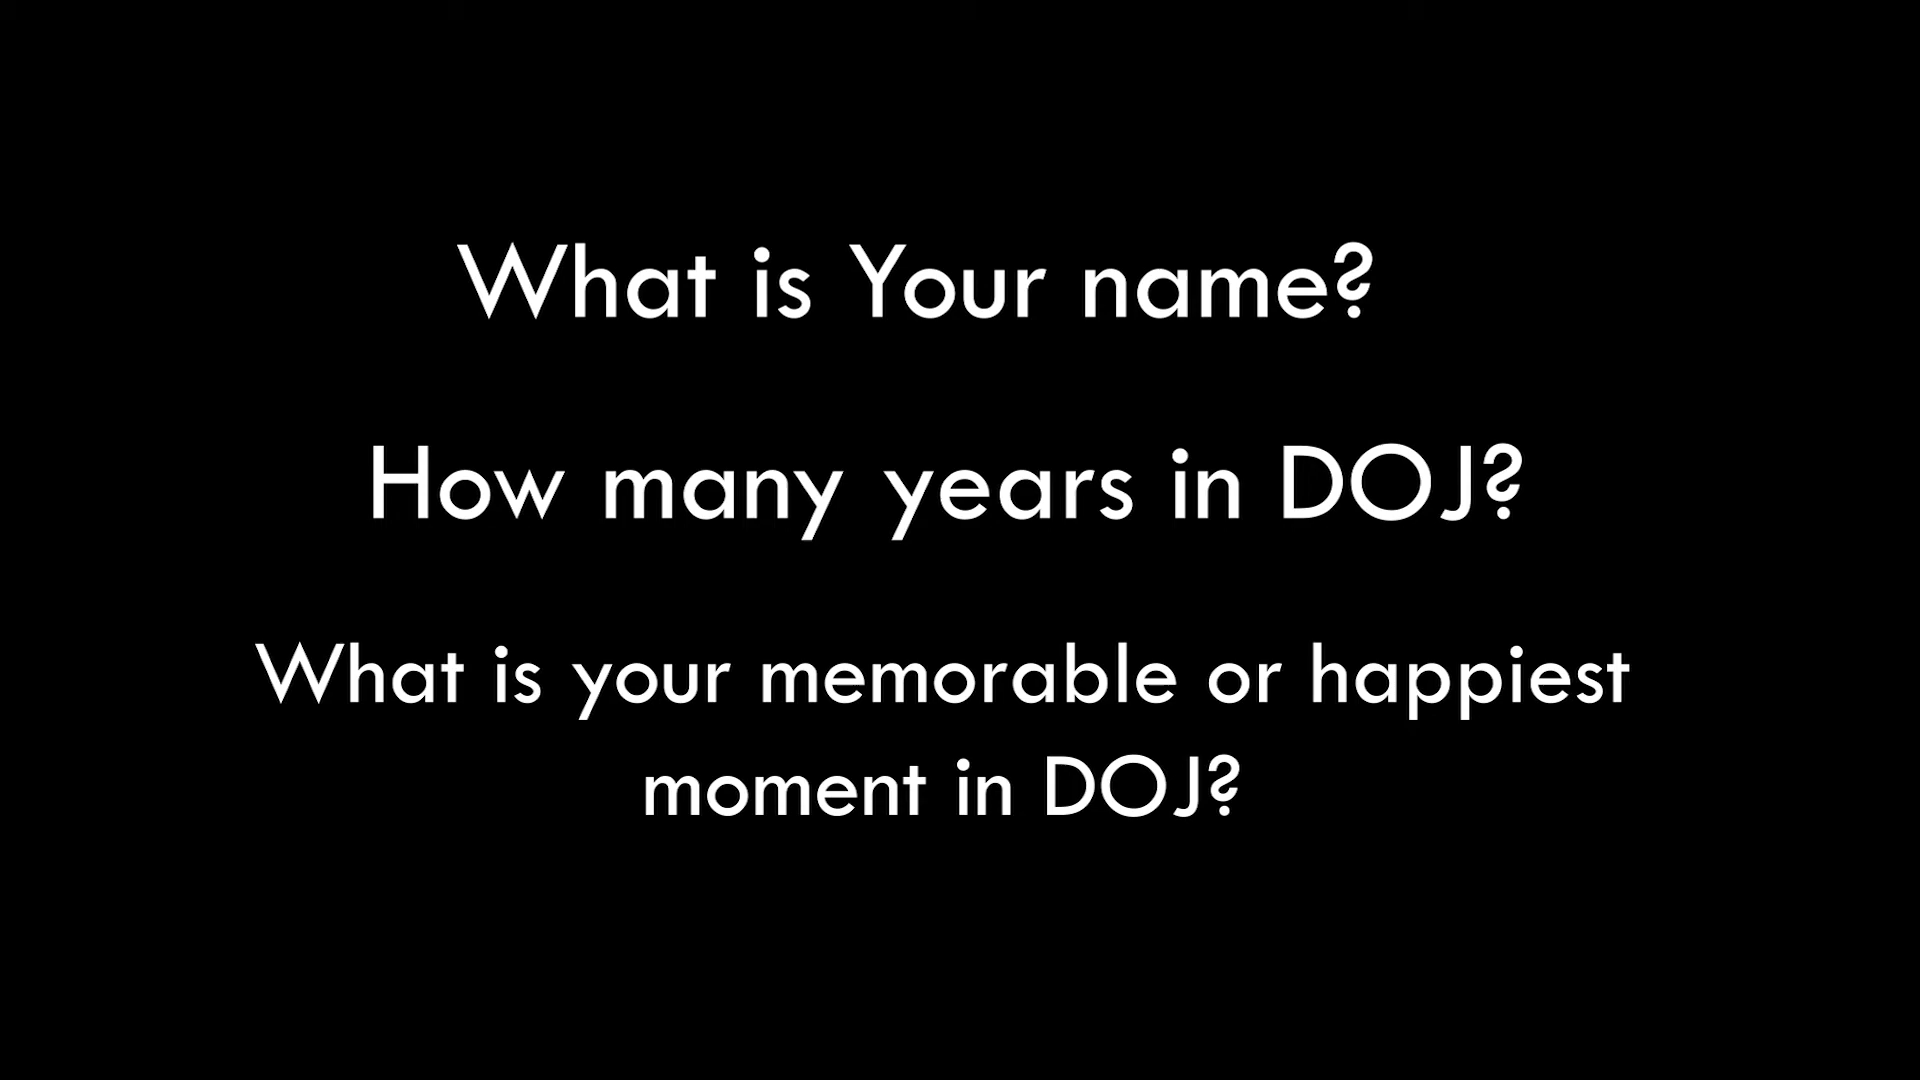 What is Your name?
How many years in DOJ?
What is your memorable or happiest
moment in DOJ?